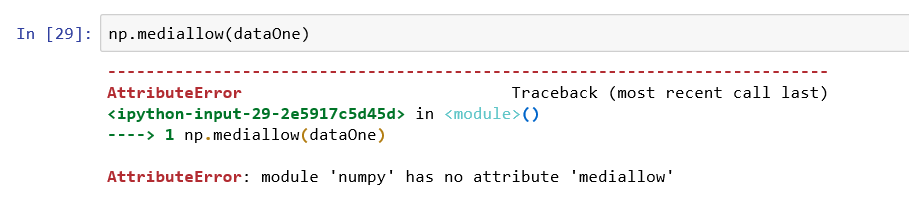 In [29]: np.mediallow(dataOne)
---------------------------------------------------------------------------
AttributeError                            Traceback (most recent call last)
<ipython-input-29-2e5917c5d45d> in <module>()
----> 1 np.mediallow(dataOne)
AttributeError: module 'numpy' has no attribute 'mediallow'